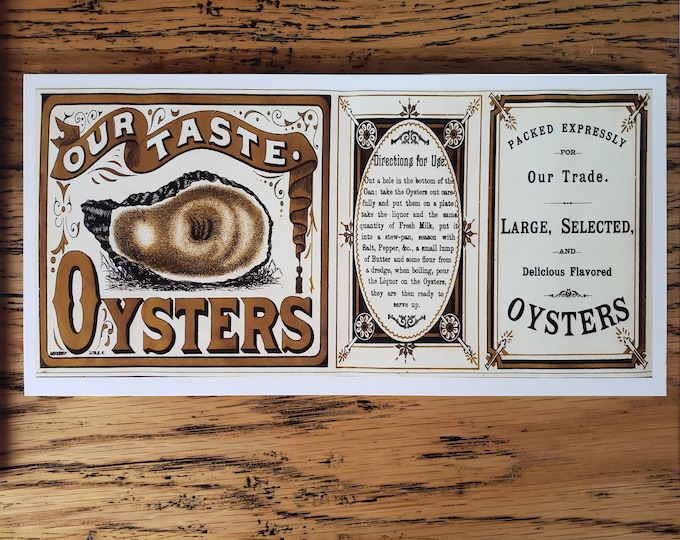 OUR TASTE
OYSTERS
Directions for Use.
Cut a hole in the bottom of the
Can; take the Oysters out care-
fully and put them on a plate;
take the liquor and the same
quantity of Fresh Milk, put it
into a stew-pan, season with
Salt, Pepper, &c., a small lump
of Butter and some flour from
a dredge, when boiling, pour
the Liquor on the Oysters,
they are then ready to
serve up.
PACKED EXPRESSLY
FOR
Our Trade.
LARGE, SELECTED,
AND
Delicious Flavored
OYSTERS